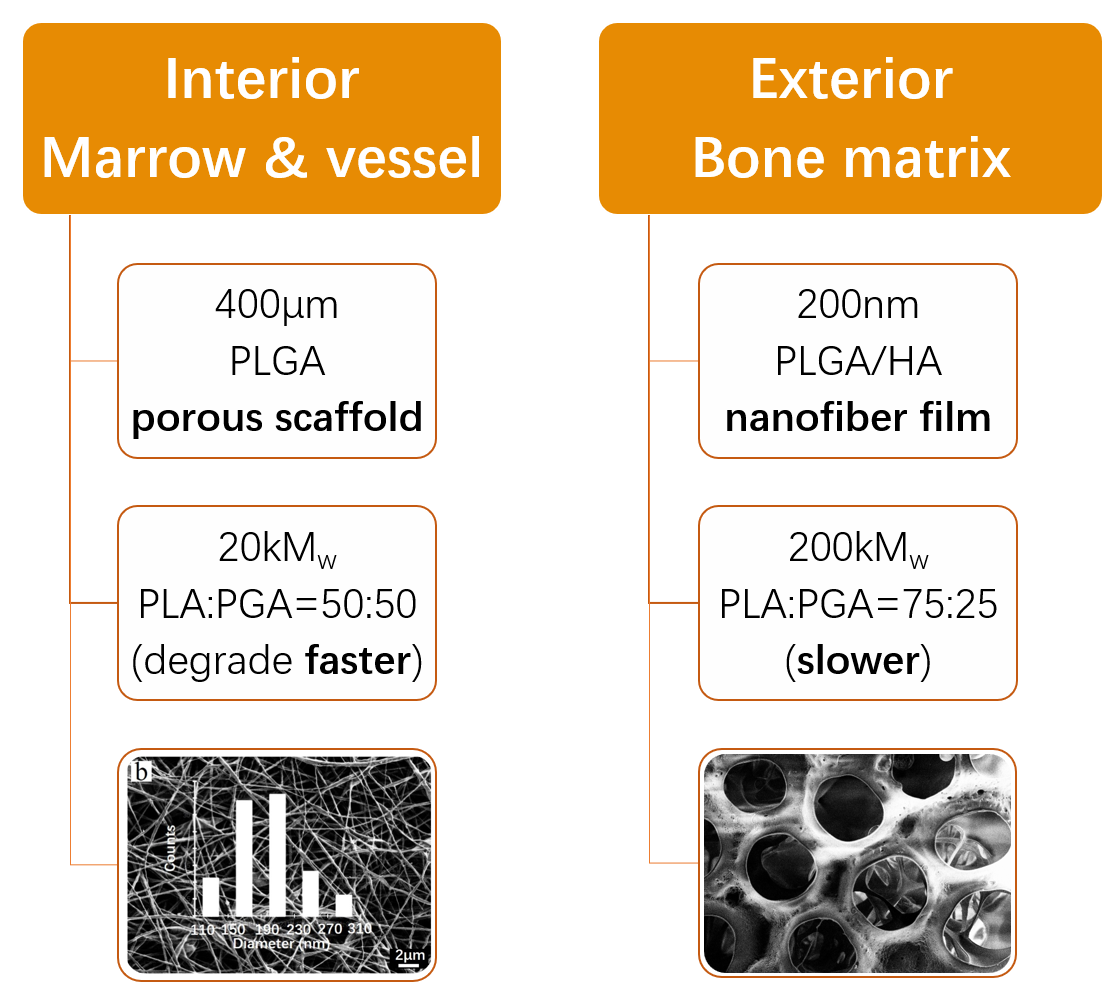 Interior
Marrow & vessel
400μm
PLGA
porous scaffold
20kMw
PLA:PGA=50:50
(degrade faster)
b
Counts
110 150 190 230 270 310
Diameter (nm)
2μm
Exterior
Bone matrix
200nm
PLGA/HA
nanofiber film
200kMw
PLA:PGA=75:25
(slower)